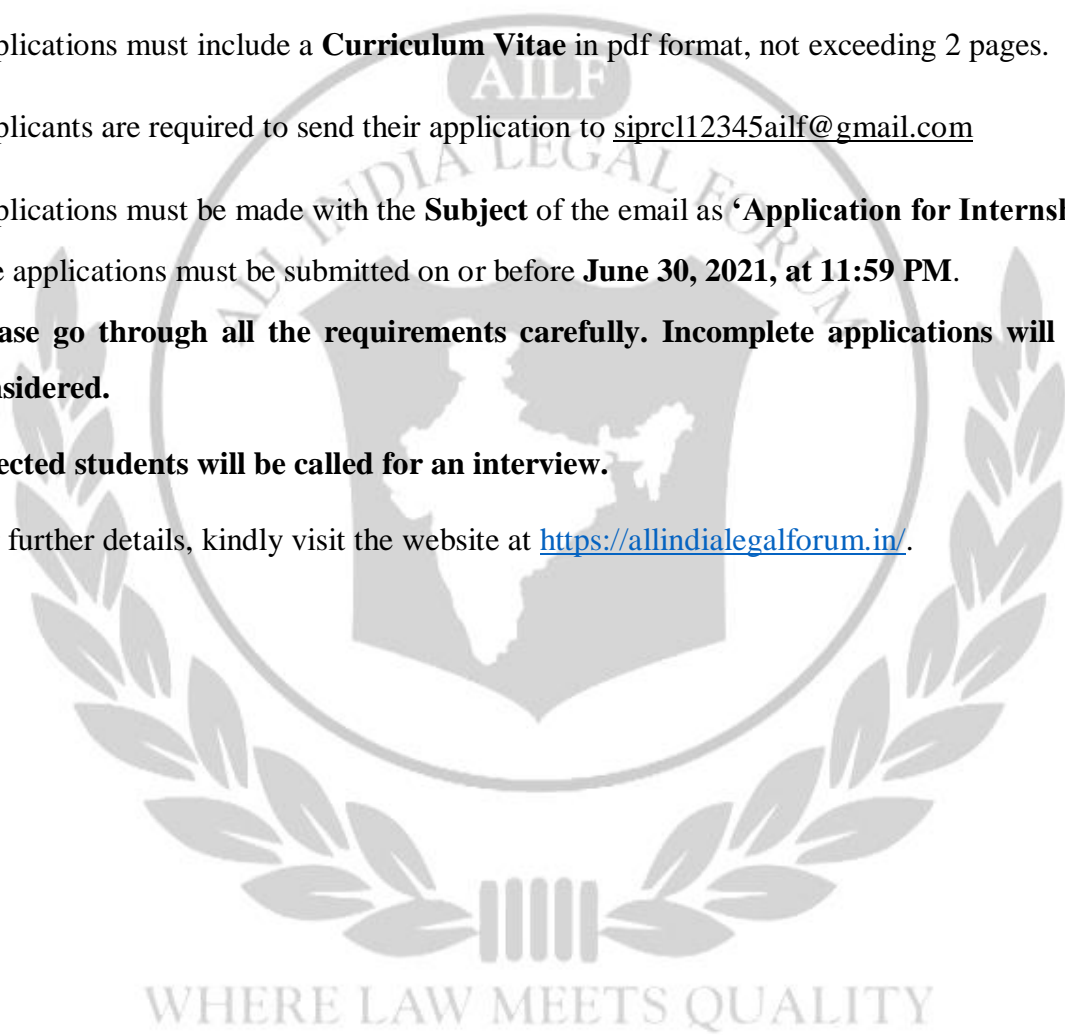 plications must include a Curriculum Vitae in pdf format, not exceeding 2 pages.
AILF
plicants are required to send their application to siprcl12345ailf@gmail.com
ALL INDIA LEGAL FORUM
plications must be made with the Subject of the email as ‘Application for Interns
e applications must be submitted on or before June 30, 2021, at 11:59 PM.
ase go through all the requirements carefully. Incomplete applications will
nsidered.
ected students will be called for an interview.
further details, kindly visit the website at https://allindialegalforum.in/.
WHERE LAW MEETS QUALITY